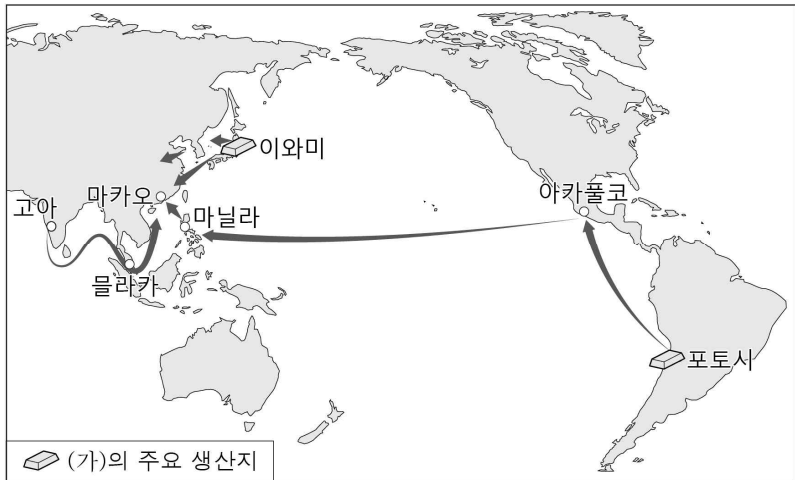 이와미
아카풀코
고아
마카오
마닐라
믈라카
포토시
(가)의 주요 생산지